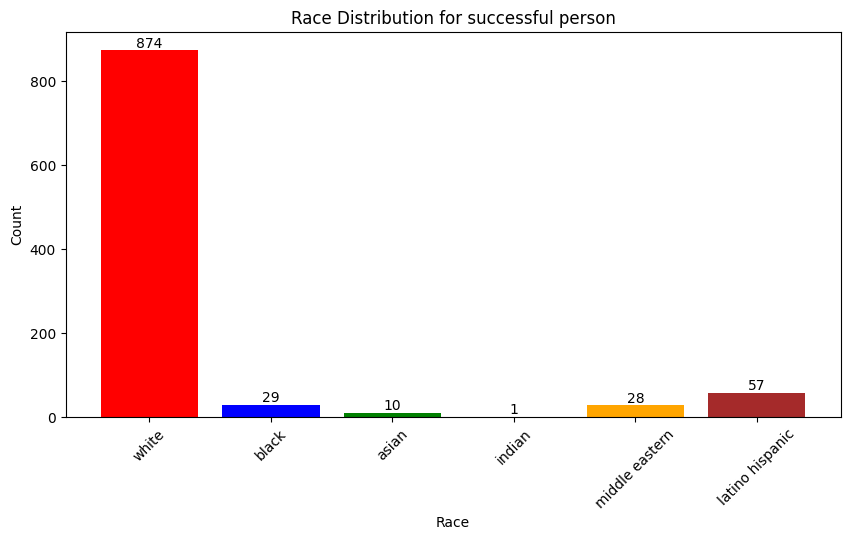 Race Distribution for successful person
874
29
10
1
28
57
Count
800
600
400
200
0
white
black
asian
indian
middle eastern
latino hispanic
Race